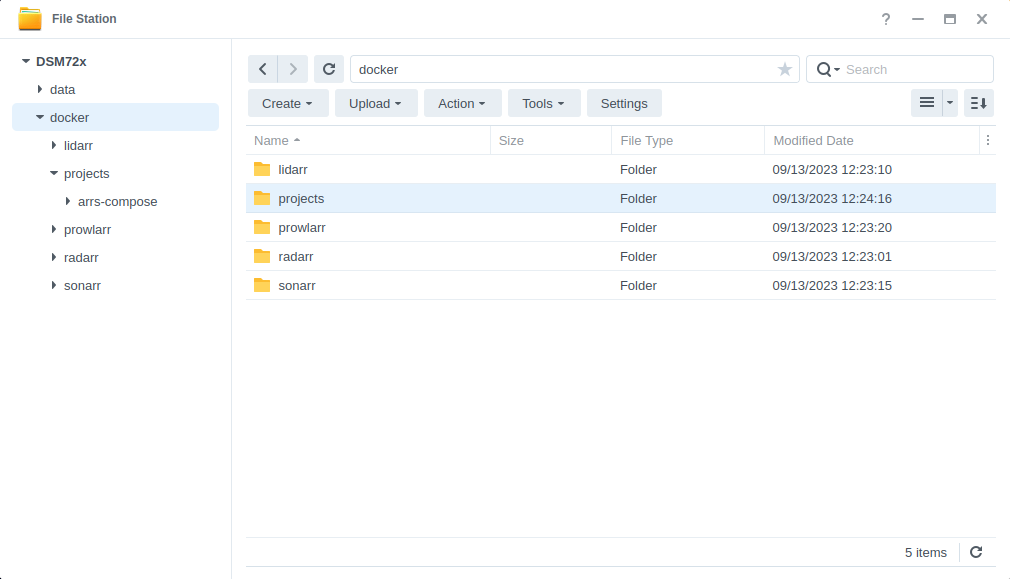 File Station
?
DSM72x
data
docker
lidarr
projects
arrs-compose
prowlarr
radarr
sonarr
docker
Search
Create Upload Action Tools Settings
Name Size File Type Modified Date
lidarr Folder 09/13/2023 12:23:10
projects Folder 09/13/2023 12:24:16
prowlarr Folder 09/13/2023 12:23:20
radarr Folder 09/13/2023 12:23:01
sonarr Folder 09/13/2023 12:23:15
5 items